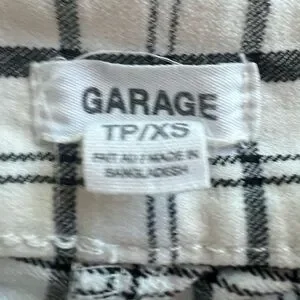 GARAGE
TP/XS
FAIT AU / MADE IN
BANGLADESH